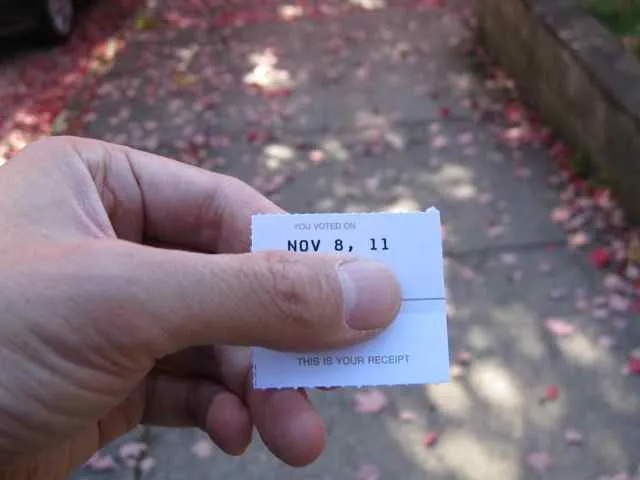 YOU VOTED ON
NOV 8, 11
THIS IS YOUR RECEIPT